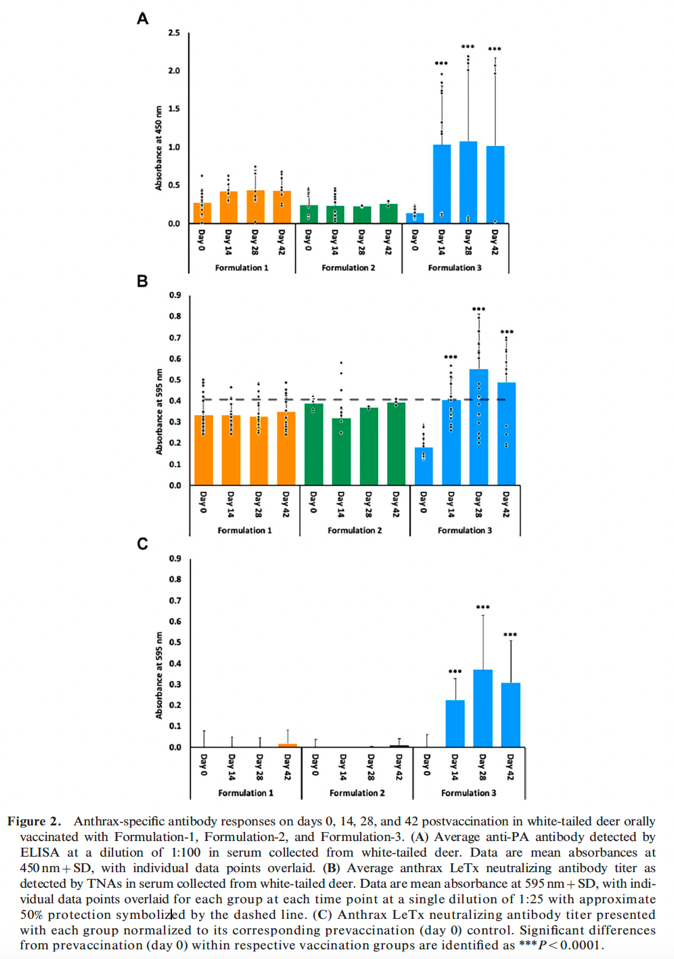 A
Absorbance at 450 nm
2.5
2.0
1.5
1.0
0.5
0.0
*** *** ***
Day 0 Day 14 Day 28 Day 42 Day 0 Day 14 Day 28 Day 42 Day 0 Day 14 Day 28 Day 42
Formulation 1 Formulation 2 Formulation 3
B
Absorbance at 595 nm
0.9
0.8
0.7
0.6
0.5
0.4
0.3
0.2
0.1
0.0
*** *** ***
Day 0 Day 14 Day 28 Day 42 Day 0 Day 14 Day 28 Day 42 Day 0 Day 14 Day 28 Day 42
Formulation 1 Formulation 2 Formulation 3
C
Absorbance at 595 nm
0.9
0.8
0.7
0.6
0.5
0.4
0.3
0.2
0.1
0.0
*** *** ***
Day 0 Day 14 Day 28 Day 42 Day 0 Day 14 Day 28 Day 42 Day 0 Day 14 Day 28 Day 42
Formulation 1 Formulation 2 Formulation 3
Figure 2. Anthrax-specific antibody responses on days 0, 14, 28, and 42 postvaccination in white-tailed deer orally
vaccinated with Formulation-1, Formulation-2, and Formulation-3. (A) Average anti-PA antibody detected by
ELISA at a dilution of 1:100 in serum collected from white-tailed deer. Data are mean absorbances at
450 nm + SD, with individual data points overlaid. (B) Average anthrax LeTx neutralizing antibody titer as
detected by TNAs in serum collected from white-tailed deer. Data are mean absorbance at 595 nm + SD, with indi-
vidual data points overlaid for each group at each time point at a single dilution of 1:25 with approximate
50% protection symbolized by the dashed line. (C) Anthrax LeTx neutralizing antibody titer presented
with each group normalized to its corresponding prevaccination (day 0) control. Significant differences
from prevaccination (day 0) within respective vaccination groups are identified as ***P < 0.0001.